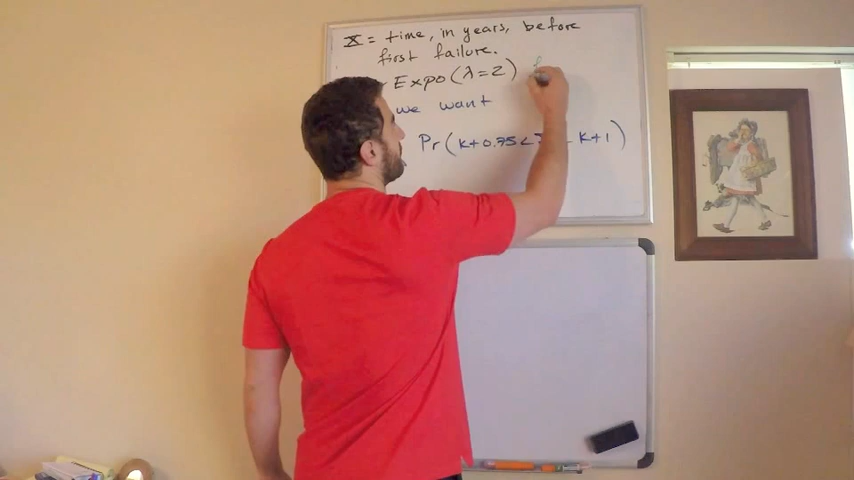 X = time, in years, before
first failure.
Expo(λ=2) f
we want
Pr(k+0.75< k+1)